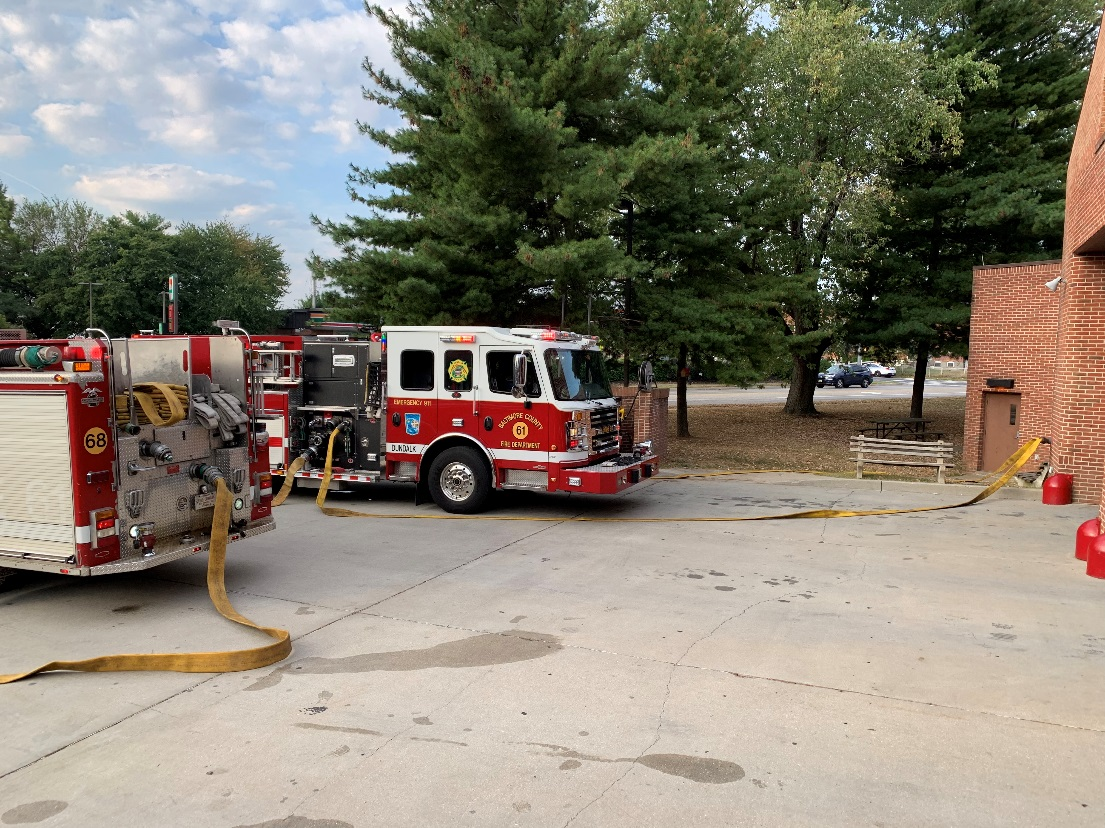 68
EMERGENCY 911
DUNDALK
BALTIMORE COUNTY
61
FIRE DEPARTMENT